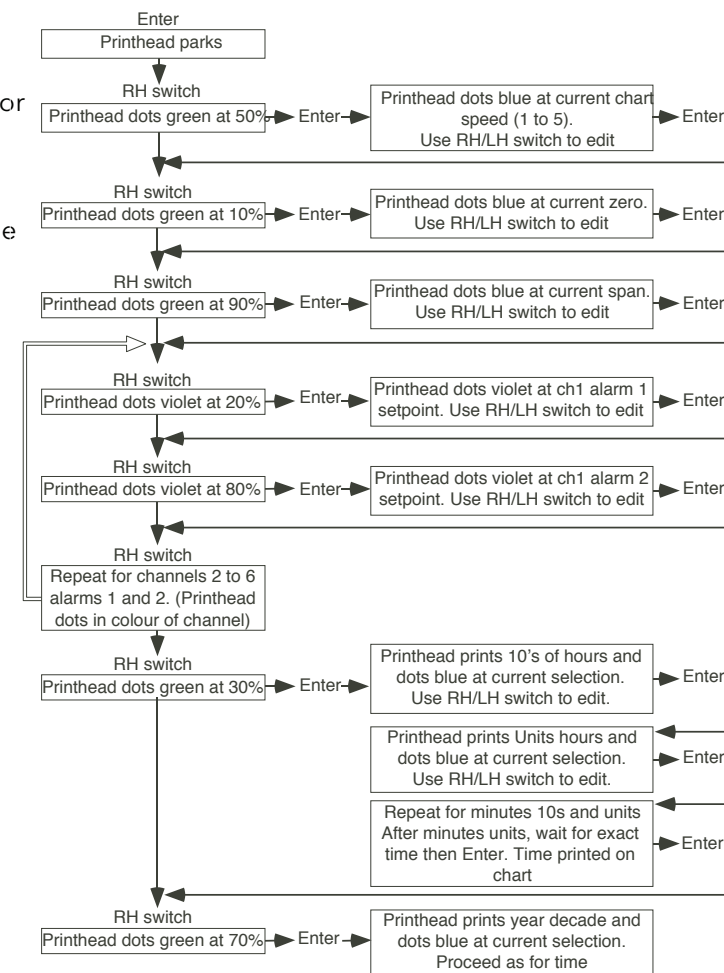 Enter
Printhead parks
RH switch
or
Printhead dots green at 50%
Enter
Printhead dots blue at current chart
speed (1 to 5).
Use RH/LH switch to edit
Enter
RH switch
Printhead dots green at 10%
Enter
Printhead dots blue at current zero.
Use RH/LH switch to edit
Enter
e
RH switch
Printhead dots green at 90%
Enter
Printhead dots blue at current span.
Use RH/LH switch to edit
Enter
RH switch
Printhead dots violet at 20%
Enter
Printhead dots violet at ch1 alarm 1
setpoint. Use RH/LH switch to edit
Enter
RH switch
Printhead dots violet at 80%
Enter
Printhead dots violet at ch1 alarm 2
setpoint. Use RH/LH switch to edit
Enter
RH switch
Repeat for channels 2 to 6
alarms 1 and 2. (Printhead
dots in colour of channel)
RH switch
Printhead dots green at 30%
Enter
Printhead prints 10's of hours and
dots blue at current selection.
Use RH/LH switch to edit.
Enter
Printhead prints Units hours and
dots blue at current selection.
Use RH/LH switch to edit.
Enter
Repeat for minutes 10s and units
After minutes units, wait for exact
time then Enter. Time printed on
chart
Enter
RH switch
Printhead dots green at 70%
Enter
Printhead prints year decade and
dots blue at current selection.
Proceed as for time